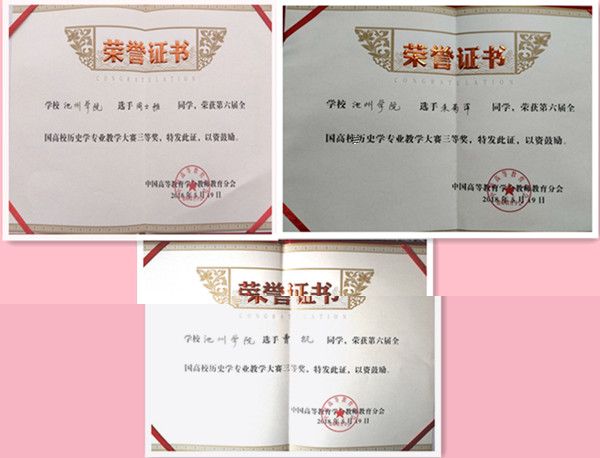 荣誉证书
CONGRATULATION
学校 池州学院 选手 周士雅 同学，荣获第六届全
国高校历史学专业教学大赛三等奖，特发此证，以资鼓励。
中国高等教育学会教师教育分会
2018年5月19日
荣誉证书
CONGRATULATION
学校 池州学院 选手 同学，荣获第六届全
国高校历史学专业教学大赛三等奖，特发此证，以资鼓励。
中国高等教育学会教师教育分会
2018年5月19日
荣誉证书
CONGRATULATION
学校 池州学院 选手 同学，荣获第六届全
国高校历史学专业教学大赛三等奖，特发此证，以资鼓励。
中国高等教育学会教师教育分会
2018年5月19日